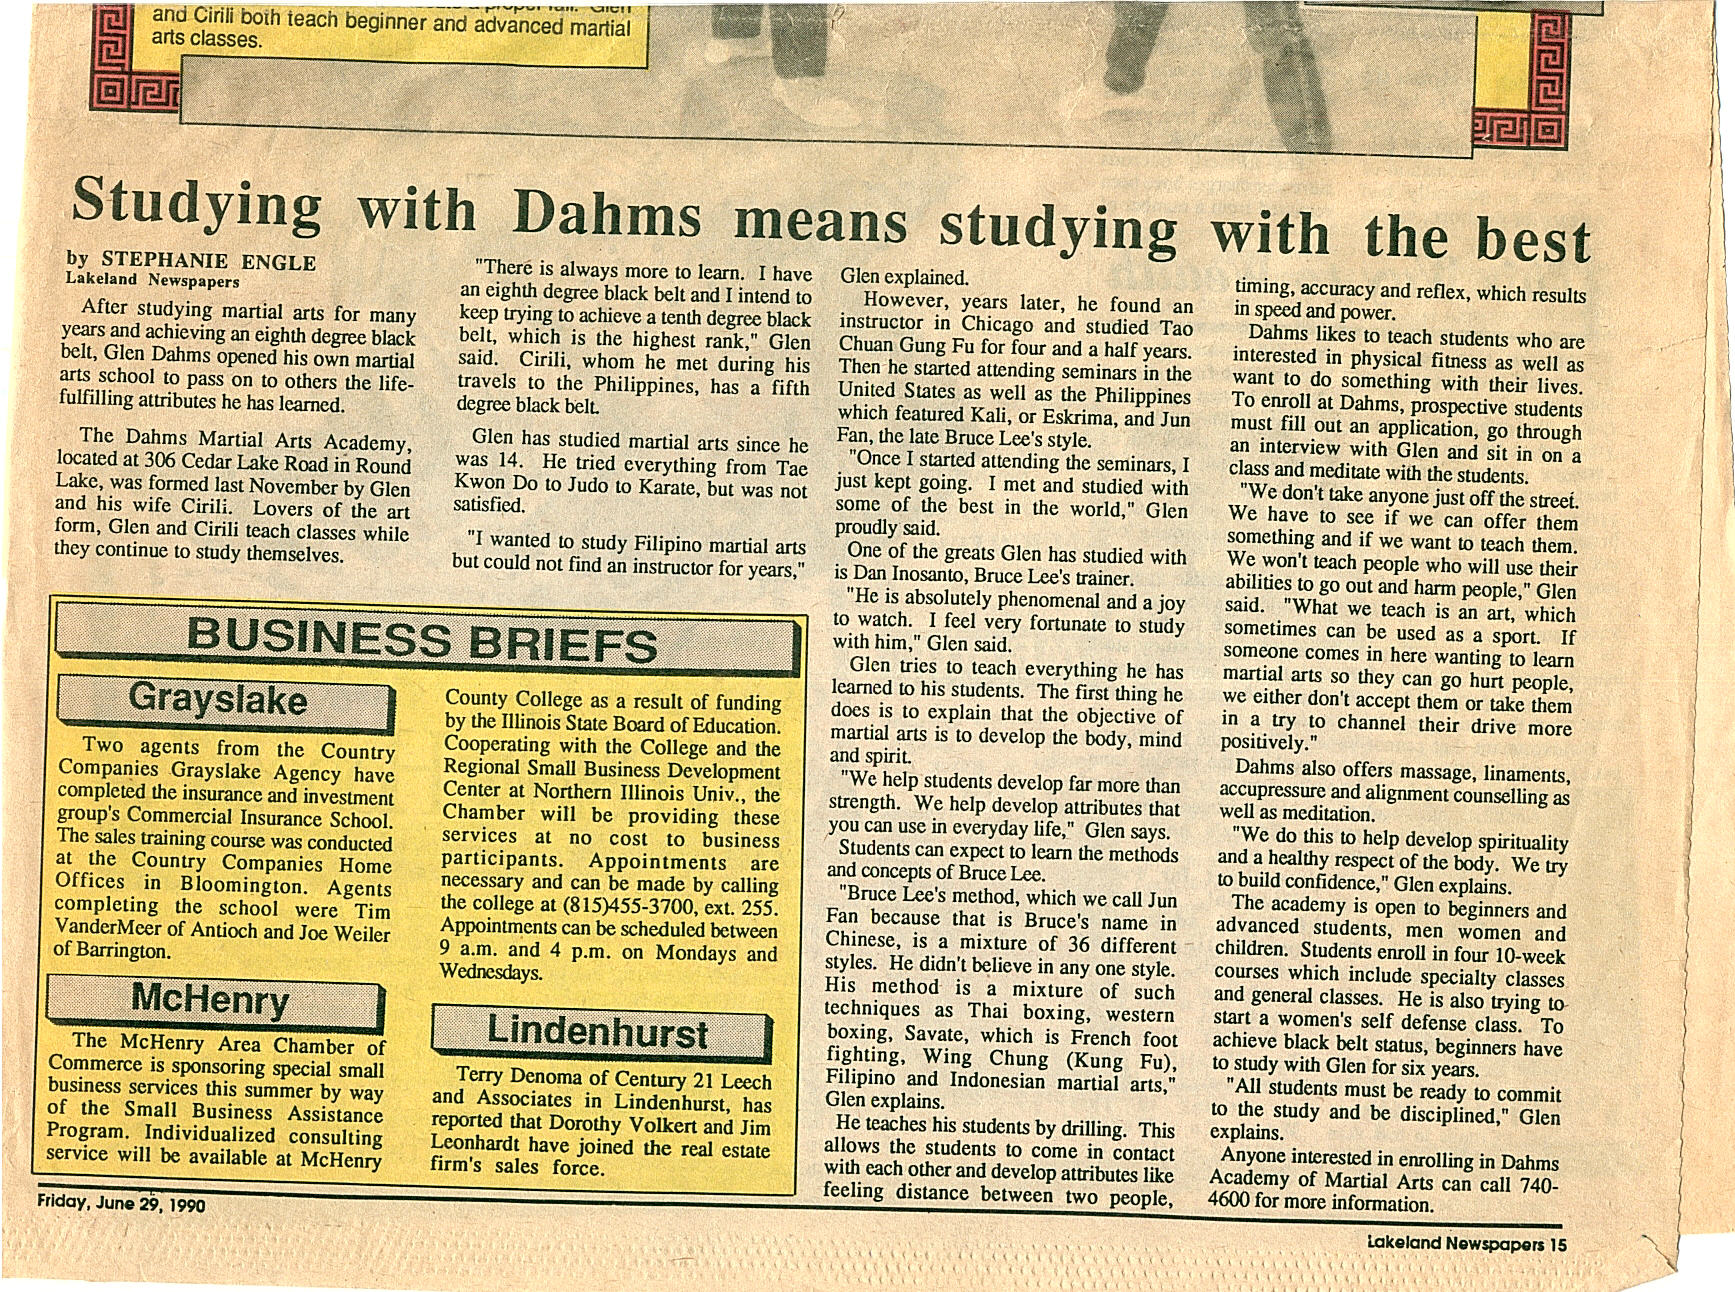 and Cirili both teach beginner and advanced martial
arts classes.
Studying with Dahms means studying with the best
by STEPHANIE ENGLE
Lakeland Newspapers
After studying martial arts for many
years and achieving an eighth degree black
belt, Glen Dahms opened his own martial
arts school to pass on to others the life-
fulfilling attributes he has learned.
The Dahms Martial Arts Academy,
located at 306 Cedar Lake Road in Round
Lake, was formed last November by Glen
and his wife Cirili. Lovers of the art
form, Glen and Cirili teach classes while
they continue to study themselves.
"There is always more to learn. I have
an eighth degree black belt and I intend to
keep trying to achieve a tenth degree black
belt, which is the highest rank," Glen
said. Cirili, whom he met during his
travels to the Philippines, has a fifth
degree black belt.
Glen has studied martial arts since he
was 14. He tried everything from Tae
Kwon Do to Judo to Karate, but was not
satisfied.
"I wanted to study Filipino martial arts
but could not find an instructor for years,"
Glen explained.
However, years later, he found an
instructor in Chicago and studied Tao
Chuan Gung Fu for four and a half years.
Then he started attending seminars in the
United States as well as the Philippines
which featured Kali, or Eskrima, and Jun
Fan, the late Bruce Lee's style.
"Once I started attending the seminars, I
just kept going. I met and studied with
some of the best in the world," Glen
proudly said.
One of the greats Glen has studied with
is Dan Inosanto, Bruce Lee's trainer.
"He is absolutely phenomenal and a joy
to watch. I feel very fortunate to study
with him," Glen said.
Glen tries to teach everything he has
learned to his students. The first thing he
does is to explain that the objective of
martial arts is to develop the body, mind
and spirit.
"We help students develop far more than
strength. We help develop attributes that
you can use in everyday life," Glen says.
Students can expect to learn the methods
and concepts of Bruce Lee.
"Bruce Lee's method, which we call Jun
Fan because that is Bruce's name in
Chinese, is a mixture of 36 different
styles. He didn't believe in any one style.
His method is a mixture of such
techniques as Thai boxing, western
boxing, Savate, which is French foot
fighting, Wing Chung (Kung Fu),
Filipino and Indonesian martial arts,"
Glen explains.
He teaches his students by drilling. This
allows the students to come in contact
with each other and develop attributes like
feeling distance between two people,
timing, accuracy and reflex, which results
in speed and power.
Dahms likes to teach students who are
interested in physical fitness as well as
want to do something with their lives.
To enroll at Dahms, prospective students
must fill out an application, go through
an interview with Glen and sit in on a
class and meditate with the students.
"We don't take anyone just off the street.
We have to see if we can offer them
something and if we want to teach them.
We won't teach people who will use their
abilities to go out and harm people," Glen
said. "What we teach is an art, which
sometimes can be used as a sport. If
someone comes in here wanting to learn
martial arts so they can go hurt people,
we either don't accept them or take them
in a try to channel their drive more
positively."
Dahms also offers massage, linaments,
accupressure and alignment counselling as
well as meditation.
"We do this to help develop spirituality
and a healthy respect of the body. We try
to build confidence," Glen explains.
The academy is open to beginners and
advanced students, men women and
children. Students enroll in four 10-week
courses which include specialty classes
and general classes. He is also trying to
start a women's self defense class. To
achieve black belt status, beginners have
to study with Glen for six years.
"All students must be ready to commit
to the study and be disciplined," Glen
explains.
Anyone interested in enrolling in Dahms
Academy of Martial Arts can call 740-
4600 for more information.
BUSINESS BRIEFS
Grayslake
Two agents from the Country
Companies Grayslake Agency have
completed the insurance and investment
group's Commercial Insurance School.
The sales training course was conducted
at the Country Companies Home
Offices in Bloomington. Agents
completing the school were Tim
VanderMeer of Antioch and Joe Weiler
of Barrington.
McHenry
The McHenry Area Chamber of
Commerce is sponsoring special small
business services this summer by way
of the Small Business Assistance
Program. Individualized consulting
service will be available at McHenry
County College as a result of funding
by the Illinois State Board of Education.
Cooperating with the College and the
Regional Small Business Development
Center at Northern Illinois Univ., the
Chamber will be providing these
services at no cost to business
participants. Appointments are
necessary and can be made by calling
the college at (815)455-3700, ext. 255.
Appointments can be scheduled between
9 a.m. and 4 p.m. on Mondays and
Wednesdays.
Lindenhurst
Terry Denoma of Century 21 Leech
and Associates in Lindenhurst, has
reported that Dorothy Volkert and Jim
Leonhardt have joined the real estate
firm's sales force.
Friday, June 29, 1990
Lakeland Newspapers 15